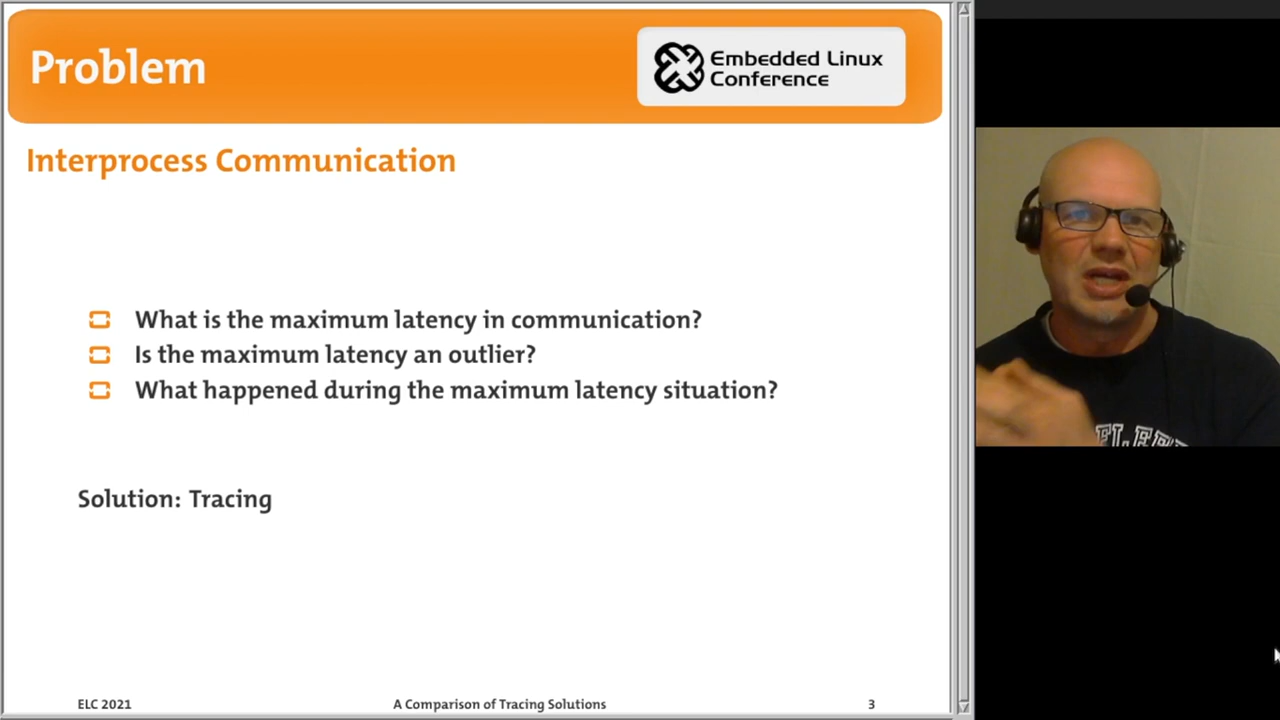 Problem
Embedded Linux
Conference
Interprocess Communication
What is the maximum latency in communication?
Is the maximum latency an outlier?
What happened during the maximum latency situation?
Solution: Tracing
ELC 2021
A Comparison of Tracing Solutions
3